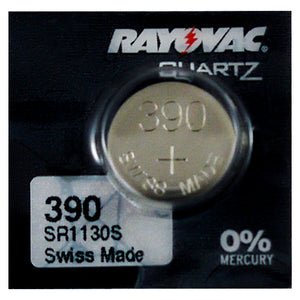 RAYOVAC
QUARTZ
390
+
SWISS MADE
390
SR1130S
Swiss Made
0%
MERCURY